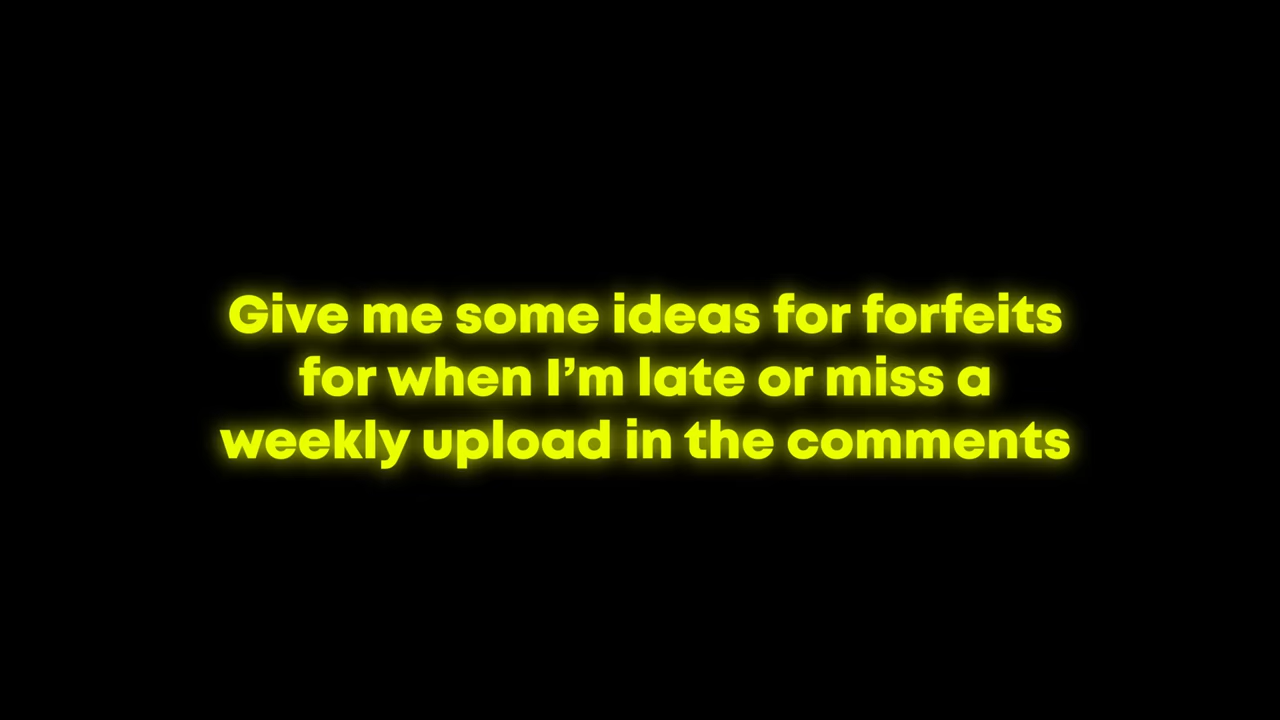 Give me some ideas for forfeits
for when I’m late or miss a
weekly upload in the comments